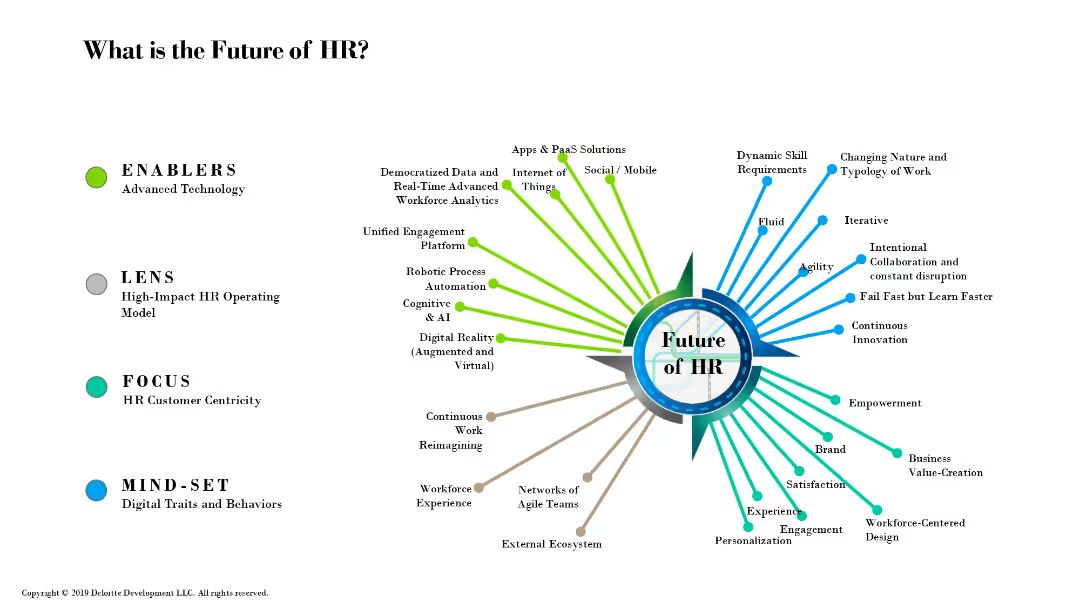 What is the Future of HR?
ENABLERS
Advanced Technology
LENS
High-Impact HR Operating
Model
FOCUS
HR Customer Centricity
MIND-SET
Digital Traits and Behaviors
Apps & PaaS Solutions
Democratized Data and
Real-Time Advanced
Workforce Analytics
Internet of
Things
Social / Mobile
Unified Engagement
Platform
Robotic Process
Automation
Cognitive
& AI
Digital Reality
(Augmented and
Virtual)
Dynamic Skill
Requirements
Changing Nature and
Typology of Work
Fluid
Iterative
Agility
Intentional
Collaboration and
constant disruption
Fail Fast but Learn Faster
Continuous
Innovation
Future
of HR
Continuous
Work
Reimagining
Workforce
Experience
Networks of
Agile Teams
External Ecosystem
Empowerment
Brand
Business
Value-Creation
Satisfaction
Experience
Engagement
Workforce-Centered
Design
Personalization
Copyright © 2019 Deloitte Development LLC. All rights reserved.